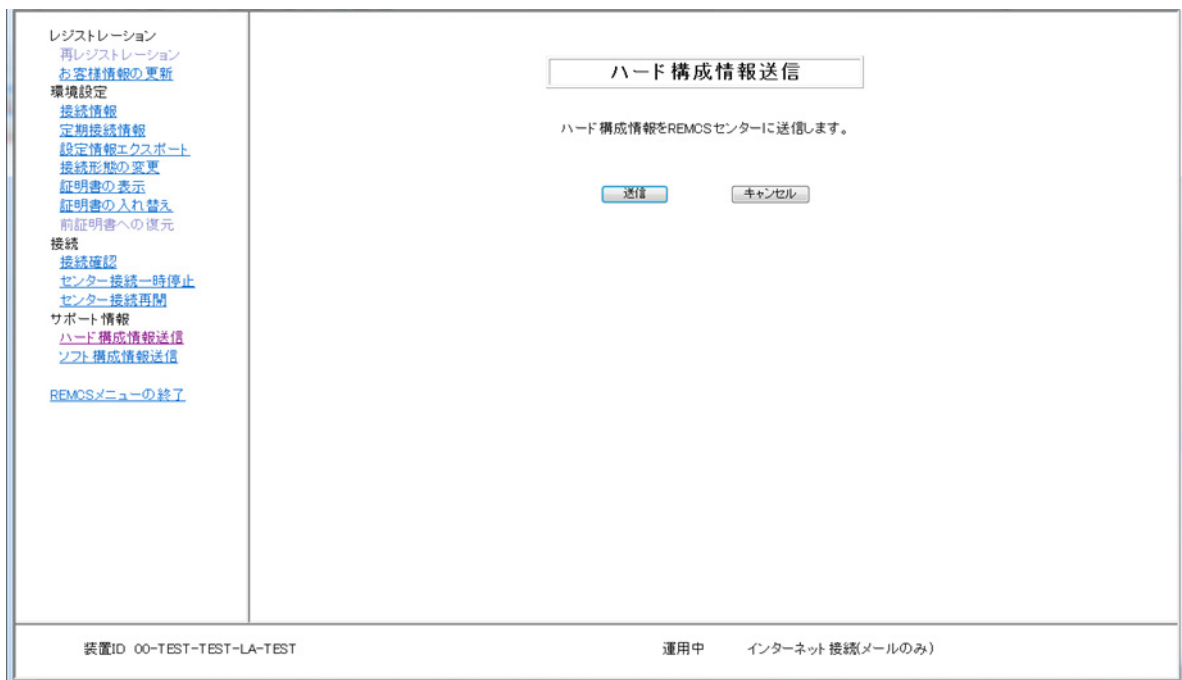 レジストレーション
再レジストレーション
お客様情報の更新
環境設定
接続情報
定期接続情報
設定情報エクスポート
接続形態の変更
証明書の表示
証明書の入れ替え
前証明書への復元
接続
接続確認
センター接続一時停止
センター接続再開
サポート情報
ハード構成情報送信
ソフト構成情報送信
REMCSメニューの終了
ハード構成情報送信
ハード構成情報をREMCSセンターに送信します。
送信 キャンセル
装置ID 00-TEST-TEST-LA-TEST 運用中 インターネット接続(メールのみ)